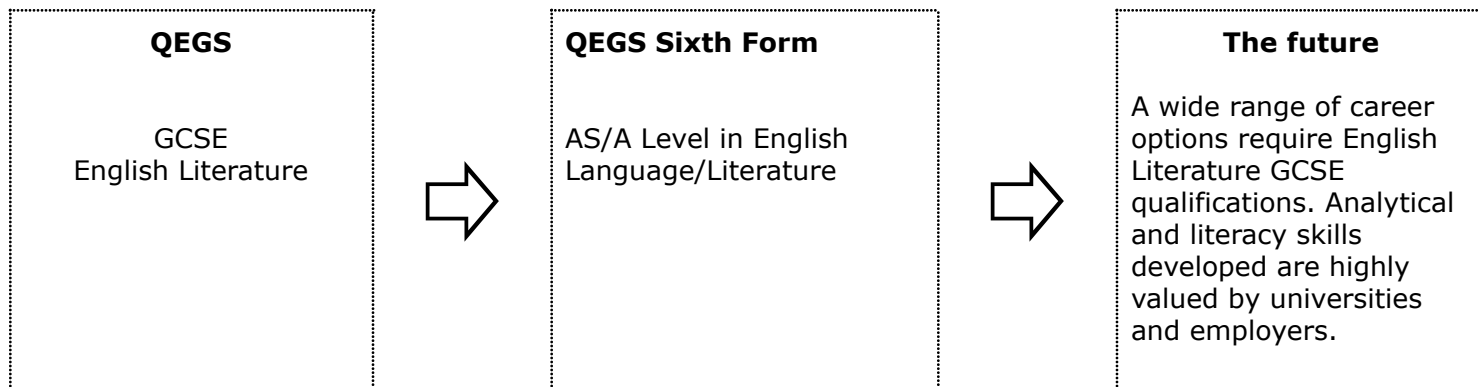 QEGS
GCSE
English Literature
QEGS Sixth Form
AS/A Level in English
Language/Literature
The future
A wide range of career
options require English
Literature GCSE
qualifications. Analytical
and literacy skills
developed are highly
valued by universities
and employers.